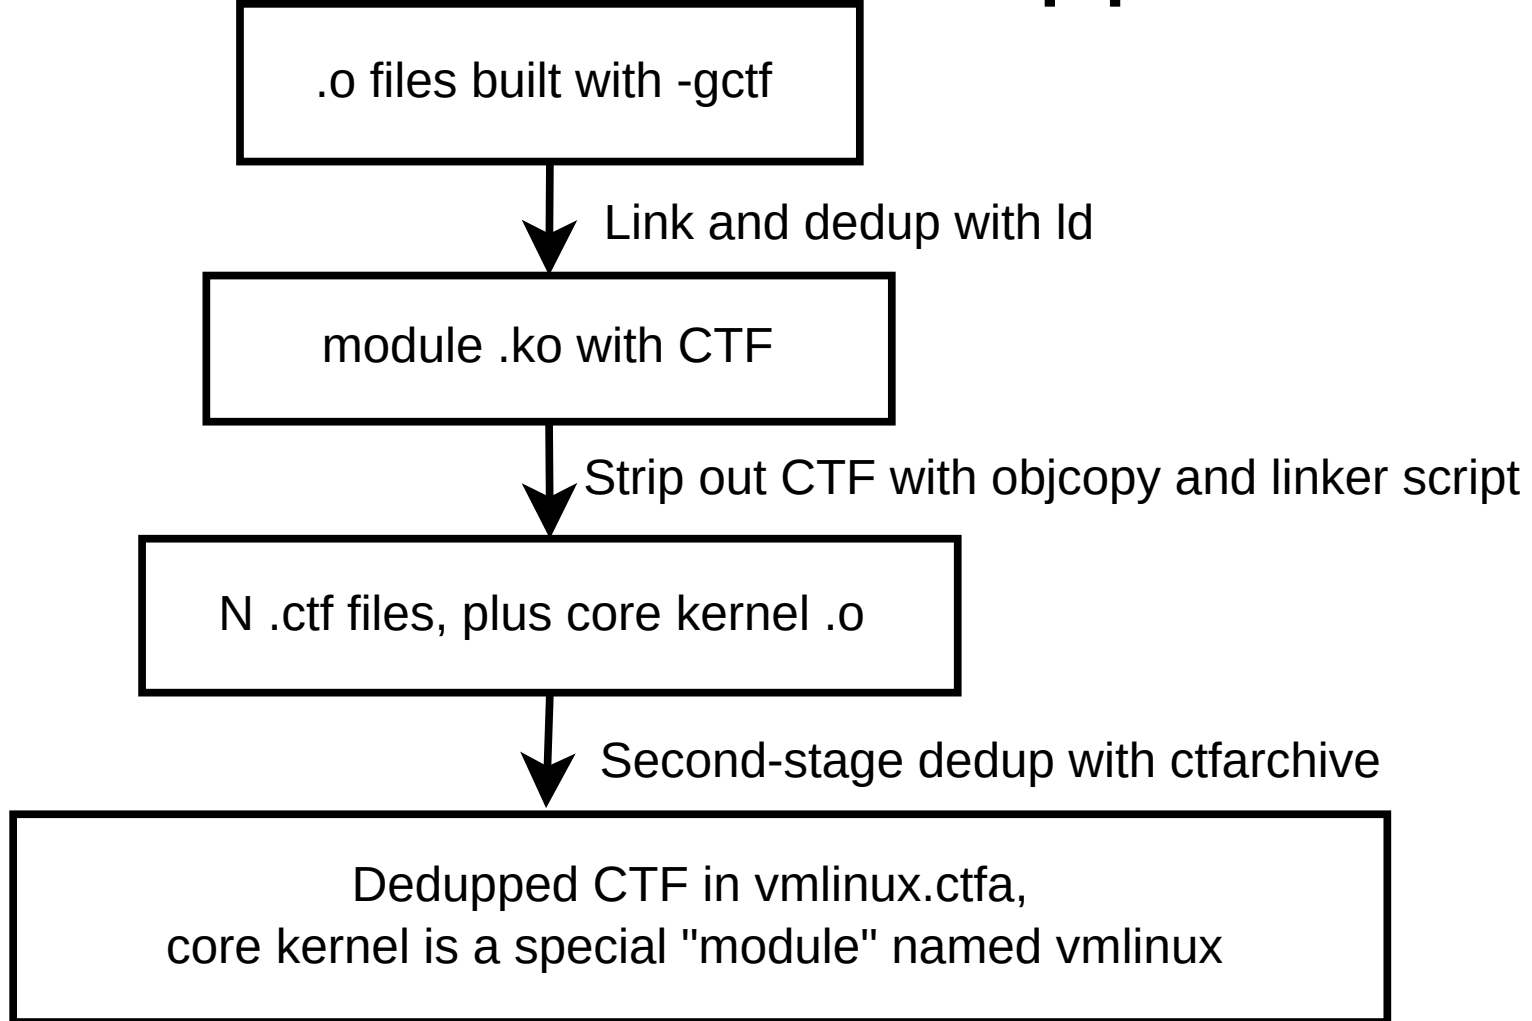 .o files built with -gctf
Link and dedup with ld
module .ko with CTF
Strip out CTF with objcopy and linker script
N .ctf files, plus core kernel .o
Second-stage dedup with ctfarchive
Dedupped CTF in vmlinux.ctfa,
core kernel is a special "module" named vmlinux